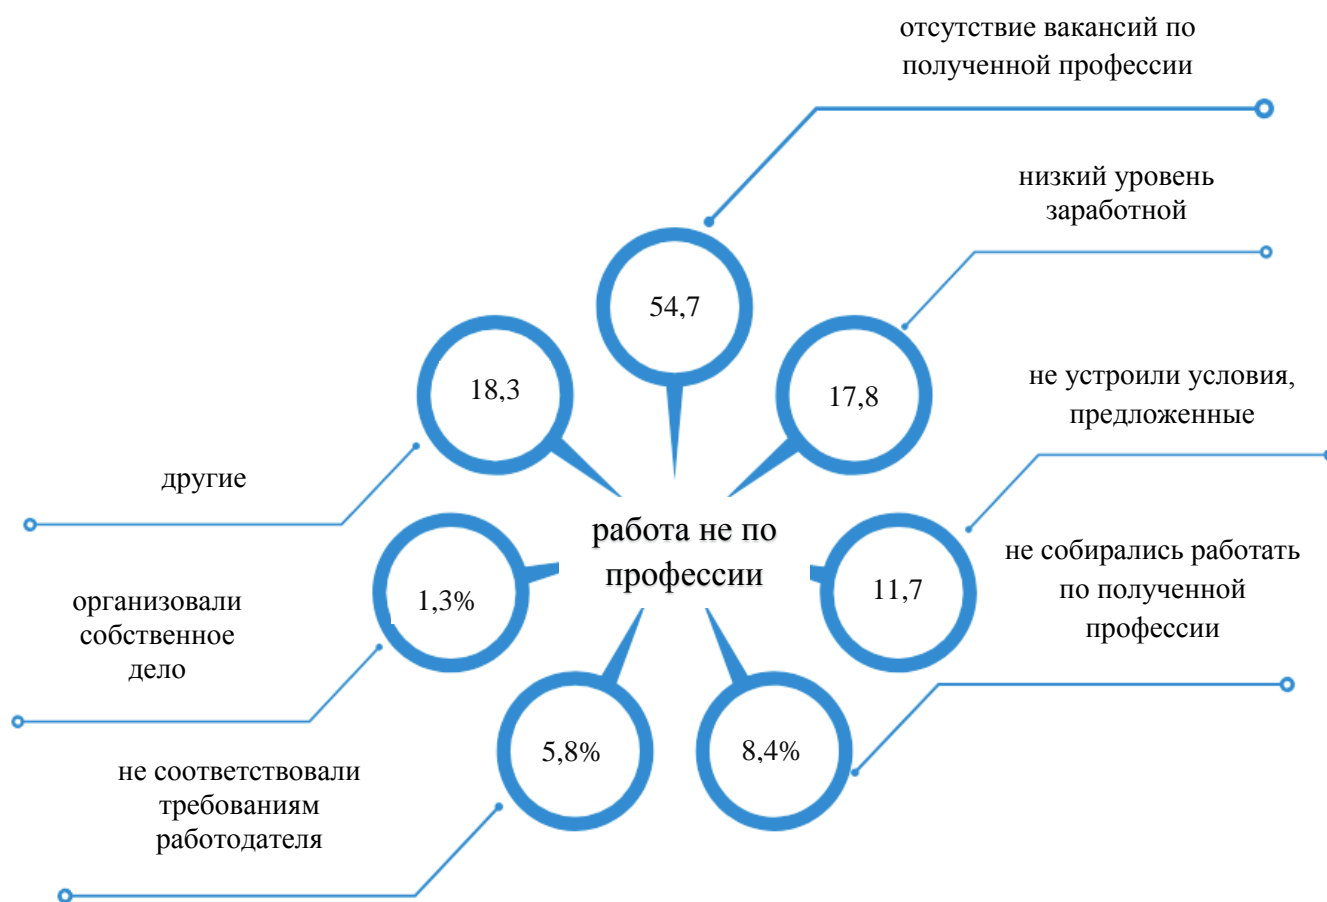 отсутствие вакансий по
полученной профессии
низкий уровень
заработной
54,7
17,8
18,3
не устроили условия,
предложенные
другие
работа не по
профессии
не собирались работать
по полученной
профессии
11,7
1,3%
организовали
собственное
дело
5,8%
8,4%
не соответствовали
требованиям
работодателя